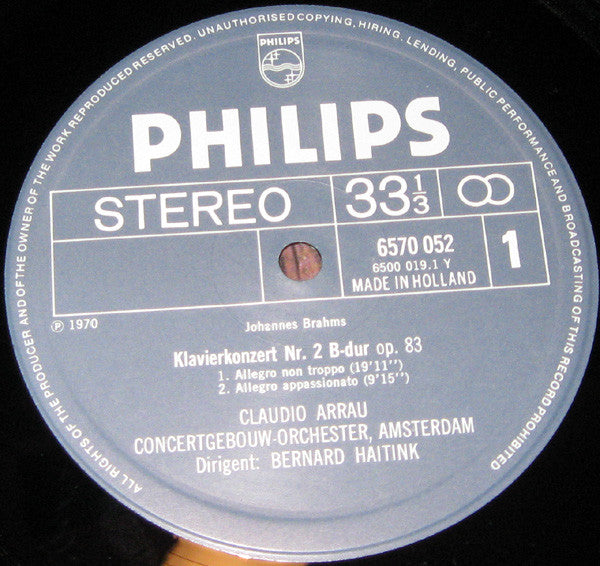 ALL RIGHTS OF THE PRODUCER AND OF THE OWNER OF THE WORK REPRODUCED RESERVED. UNAUTHORISED COPYING, HIRING, LENDING, PUBLIC PERFORMANCE AND BROADCASTING OF THIS RECORD PROHIBITED
PHILIPS
PHILIPS
STEREO 33 1/3
6570 052 1
6500 019.1 Y
MADE IN HOLLAND
℗ 1970 Johannes Brahms
Klavierkonzert Nr. 2 B-dur op. 83
1. Allegro non troppo (19'11'')
2. Allegro appassionato (9'15'')
CLAUDIO ARRAU
CONCERTGEBOUW-ORCHESTER, AMSTERDAM
Dirigent: BERNARD HAITINK